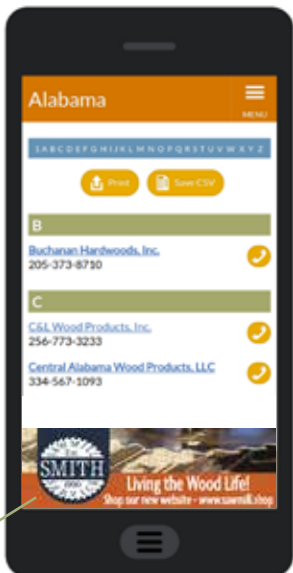 Alabama
MENU
# A B C D E F G H I J K L M N O P Q R S T U V W X Y Z
Print
Save CSV
B
Buchanan Hardwoods, Inc.
205-373-8710
C
C&L Wood Products, Inc.
256-773-3233
Central Alabama Wood Products, LLC
334-567-1093
SMITH
Living the Wood Life!
Shop our new website - www.sawmill.shop